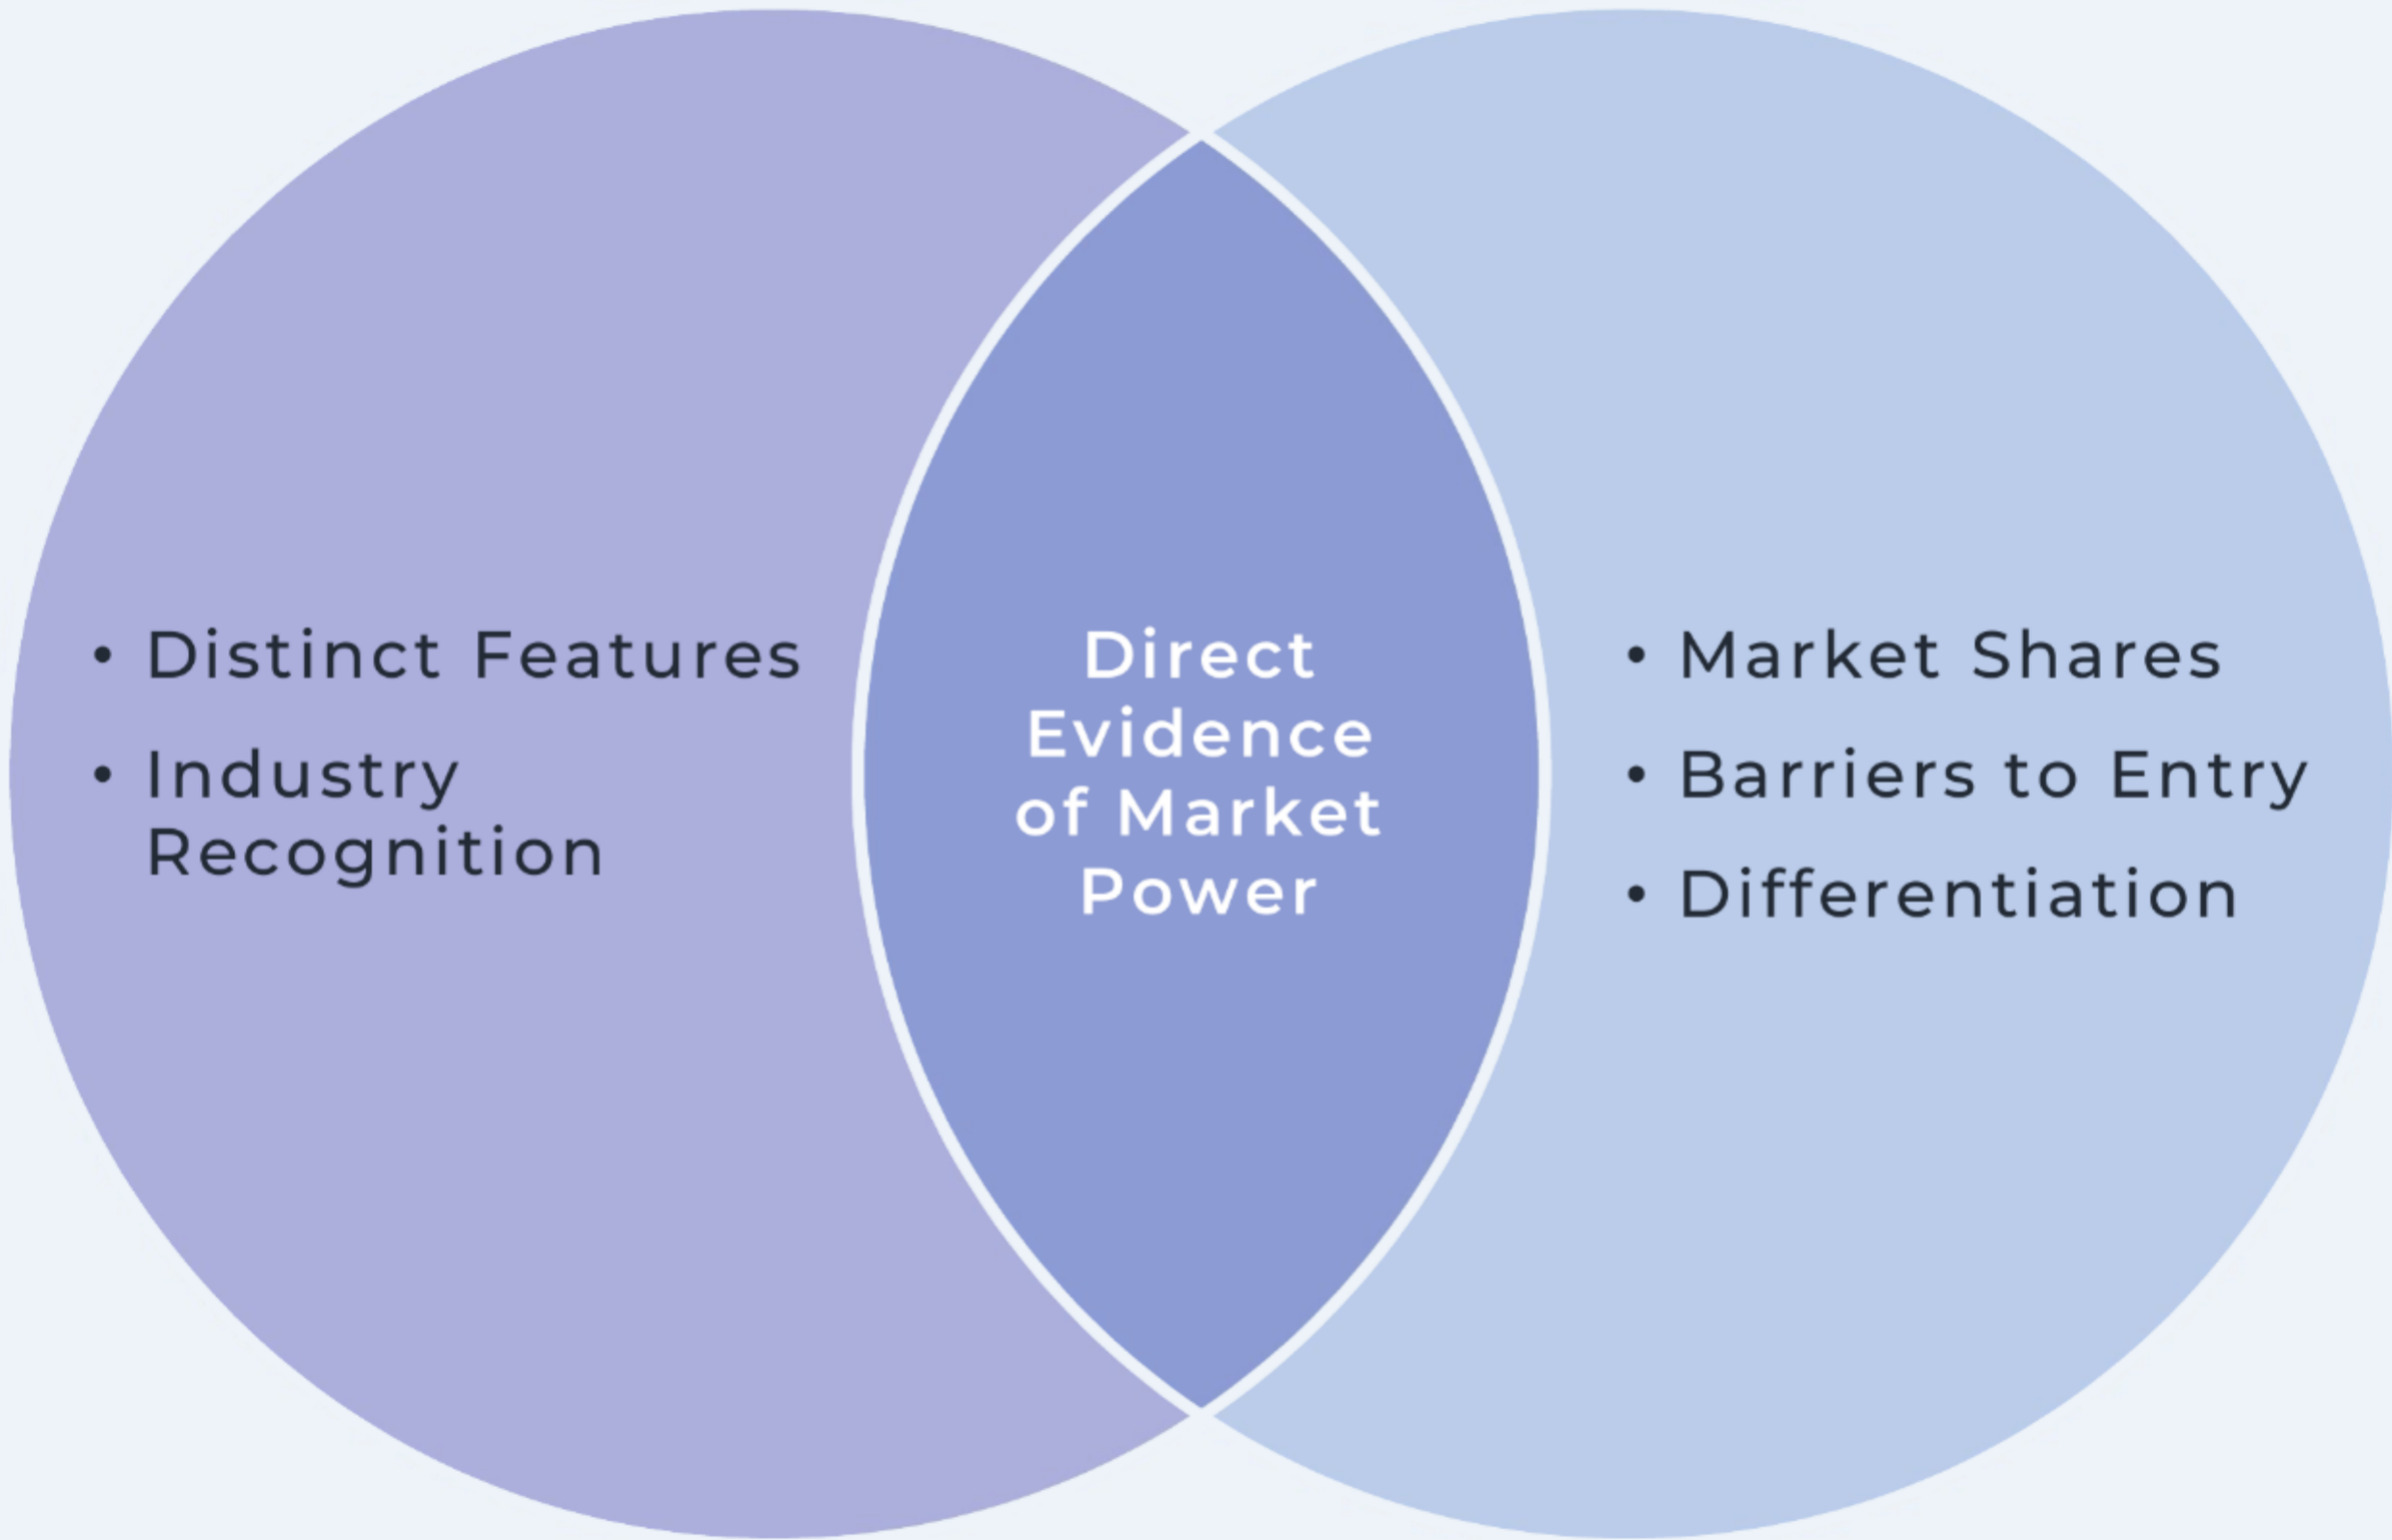 • Distinct Features
• Industry
Recognition
Direct
Evidence
of Market
Power
• Market Shares
• Barriers to Entry
• Differentiation